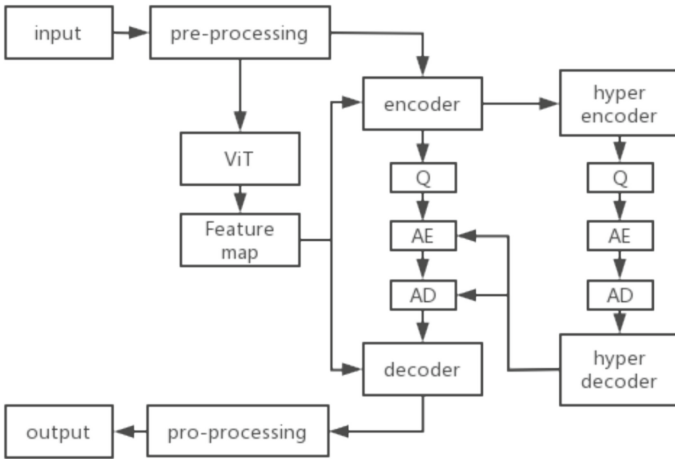 input
pre-processing
encoder
hyper
encoder
ViT
Q
Q
Feature
map
AE
AE
AD
AD
decoder
hyper
decoder
output
pro-processing